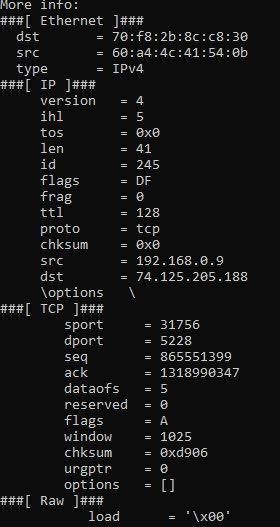 More info:
###[ Ethernet ]###
  dst       = 70:f8:2b:8c:c8:30
  src       = 60:a4:4c:41:54:0b
  type      = IPv4
###[ IP ]###
     version   = 4
     ihl       = 5
     tos       = 0x0
     len       = 41
     id        = 245
     flags     = DF
     frag      = 0
     ttl       = 128
     proto     = tcp
     chksum    = 0x0
     src       = 192.168.0.9
     dst       = 74.125.205.188
     \options   \
###[ TCP ]###
        sport     = 31756
        dport     = 5228
        seq       = 865551399
        ack       = 1318990347
        dataofs   = 5
        reserved  = 0
        flags     = A
        window    = 1025
        chksum    = 0xd906
        urgptr    = 0
        options   = []
###[ Raw ]###
           load      = '\x00'